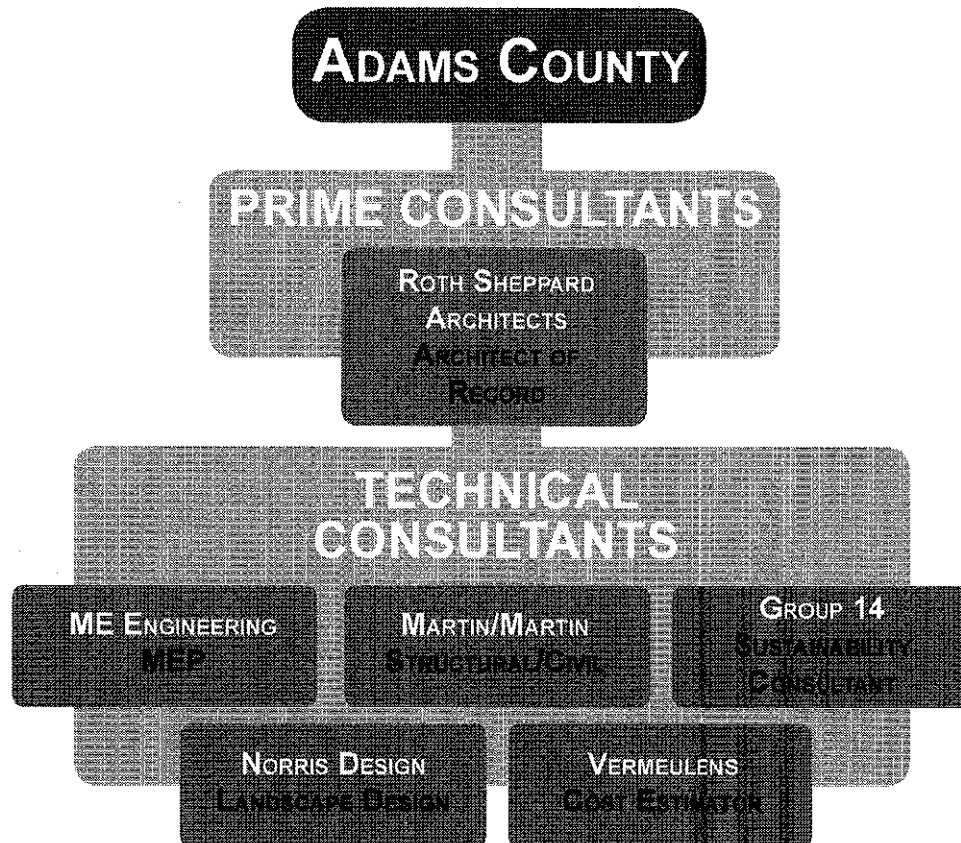 ADAMS COUNTY
PRIME CONSULTANTS
ROTH SHEPPARD
ARCHITECTS
ARCHITECT OF
RECORD
TECHNICAL
CONSULTANTS
ME ENGINEERING
MEP
MARTIN/MARTIN
STRUCTURAL/CIVIL
GROUP 14
SUSTAINABILITY
CONSULTANT
NORRIS DESIGN
LANDSCAPE DESIGN
VERMEULENS
COST ESTIMATOR